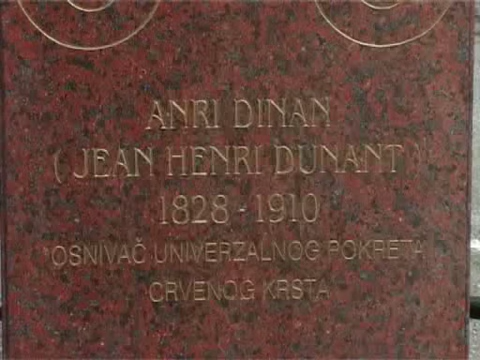 ANRI DINAN
( JEAN HENRI DUNANT )
1828 - 1910
OSNIVAČ UNIVERZALNOG POKRETA
CRVENOG KRSTA